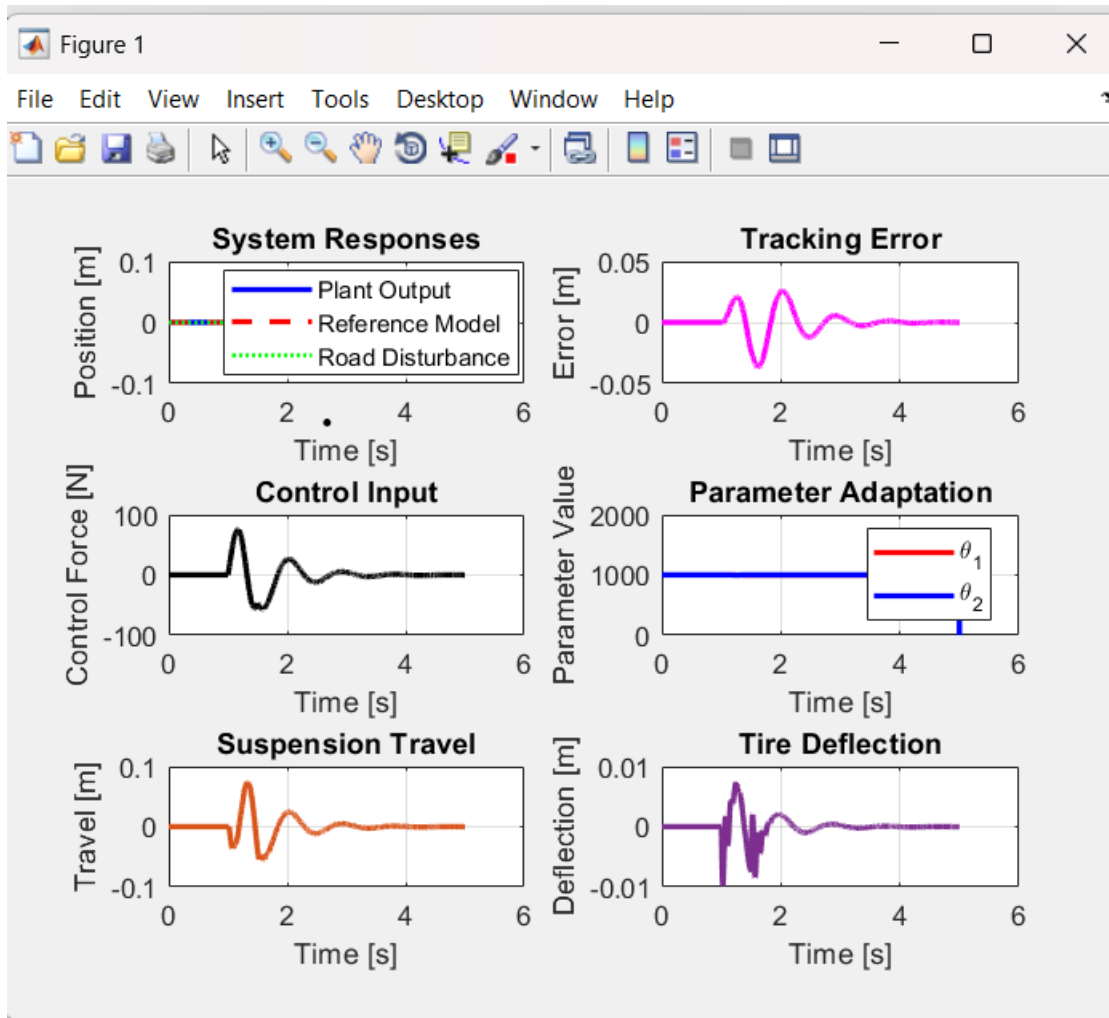 Figure 1
File Edit View Insert Tools Desktop Window Help
System Responses
Position [m]
0.1
0
-0.1
0 2 4 6
Time [s]
Plant Output
Reference Model
Road Disturbance
Tracking Error
Error [m]
0.05
0
-0.05
0 2 4 6
Time [s]
Control Input
Control Force [N]
100
0
-100
0 2 4 6
Time [s]
Parameter Adaptation
Parameter Value
2000
1000
0
0 2 4 6
Time [s]
θ₁
θ₂
Suspension Travel
Travel [m]
0.1
0
-0.1
0 2 4 6
Time [s]
Tire Deflection
Deflection [m]
0.01
0
-0.01
0 2 4 6
Time [s]